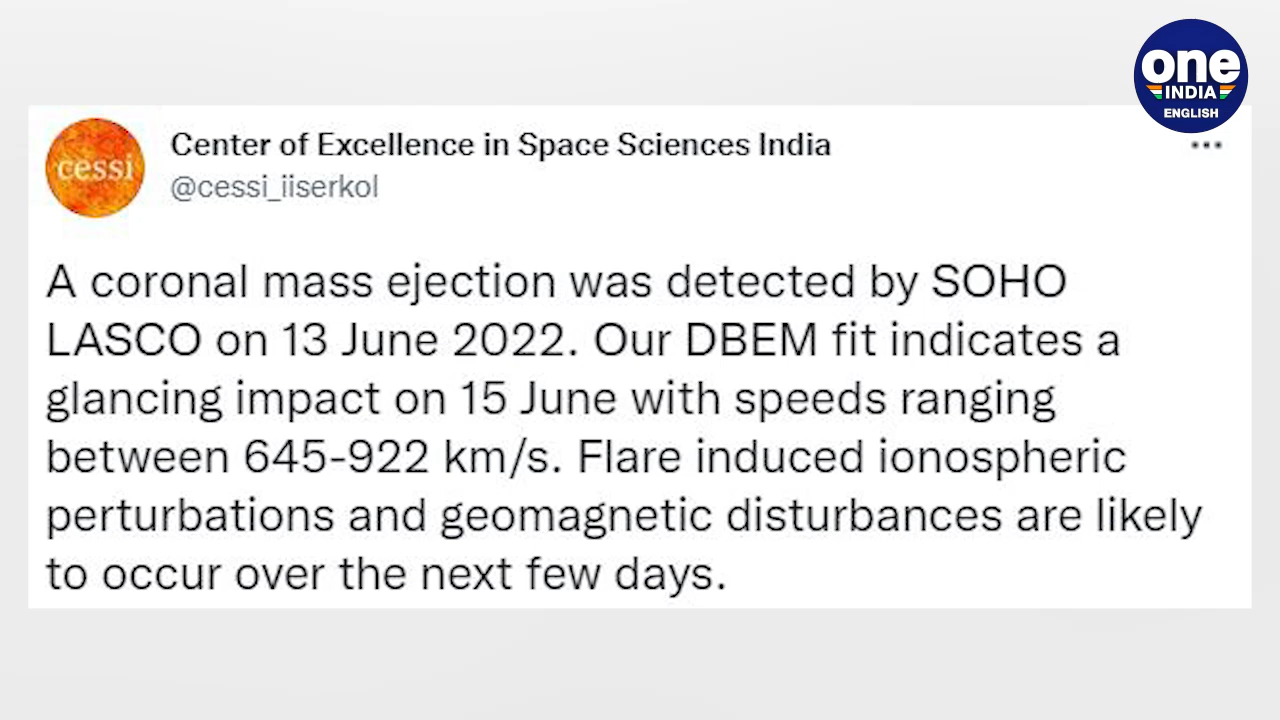 one
INDIA
ENGLISH
cessi
Center of Excellence in Space Sciences India
@cessi_iiserkol
A coronal mass ejection was detected by SOHO
LASCO on 13 June 2022. Our DBEM fit indicates a
glancing impact on 15 June with speeds ranging
between 645-922 km/s. Flare induced ionospheric
perturbations and geomagnetic disturbances are likely
to occur over the next few days.